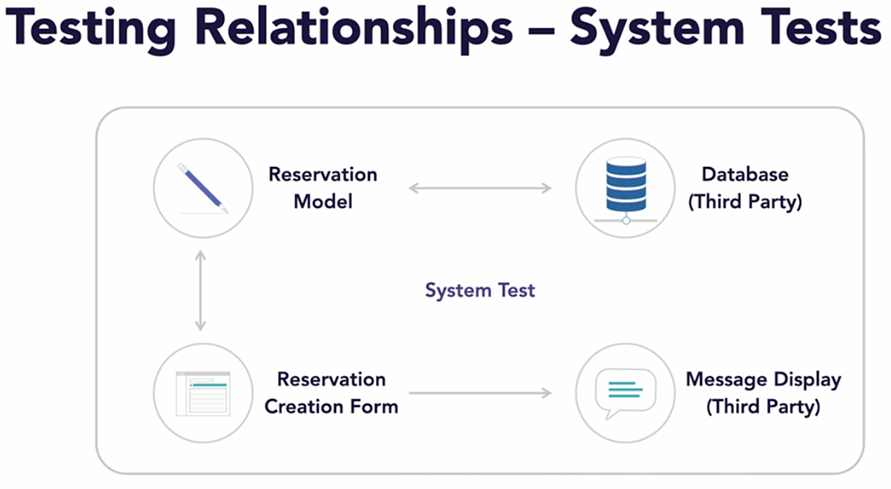 Testing Relationships – System Tests
Reservation
Model
Database
(Third Party)
System Test
Reservation
Creation Form
Message Display
(Third Party)